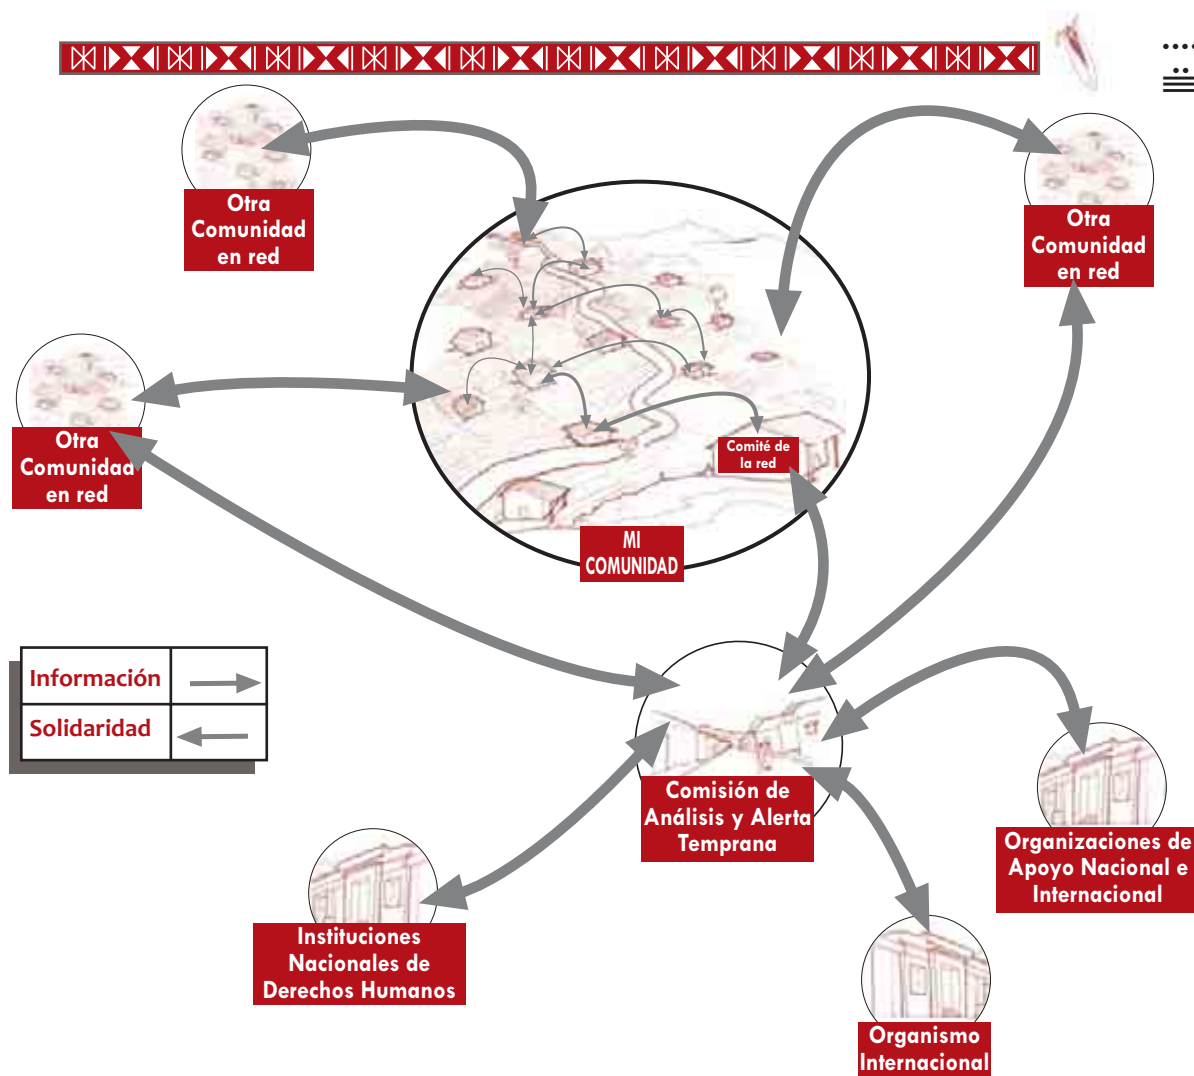 Otra
Comunidad
en red
Otra
Comunidad
en red
Otra
Comunidad
en red
Comité de
la red
MI
COMUNIDAD
Información
Solidaridad
Comisión de
Análisis y Alerta
Temprana
Organizaciones de
Apoyo Nacional e
Internacional
Instituciones
Nacionales de
Derechos Humanos
Organismo
Internacional